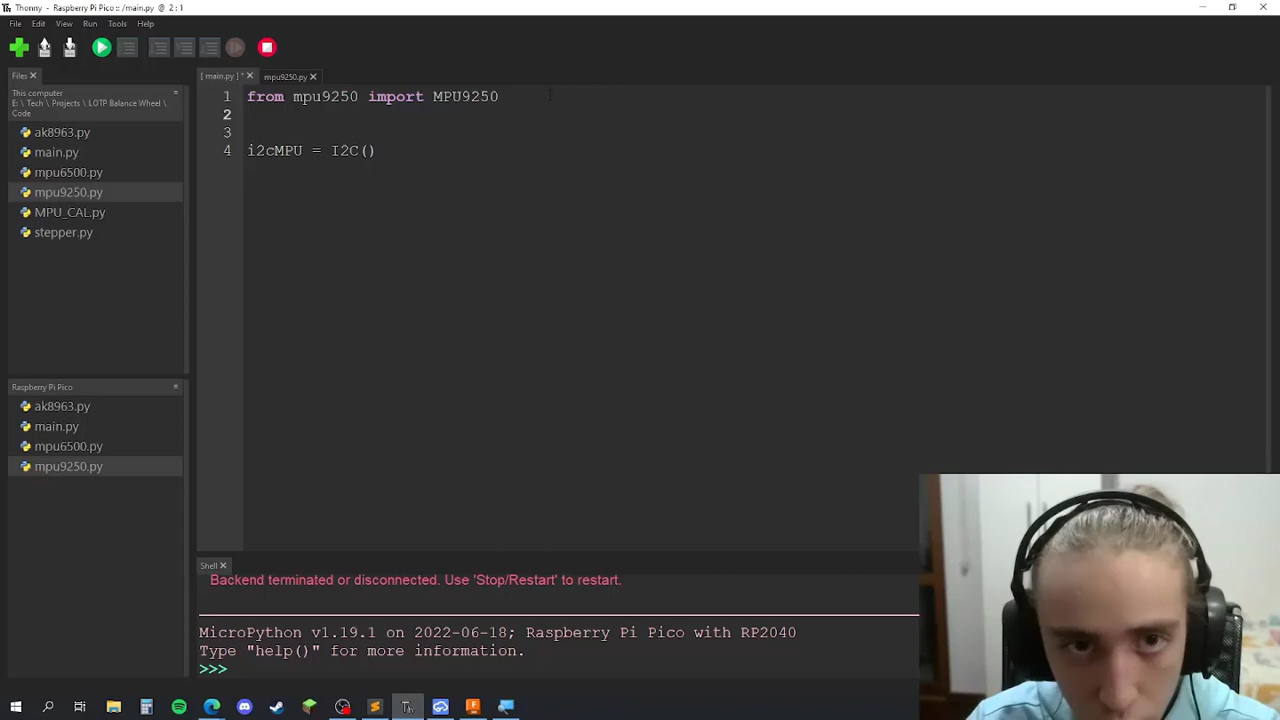 Thonny - Raspberry Pi Pico :: /main.py @ 2 : 1
File Edit View Run Tools Help
Files
This computer
E: \ Tech \ Projects \ LOTP Balance Wheel \
Code
ak8963.py
main.py
mpu6500.py
mpu9250.py
MPU_CAL.py
stepper.py
Raspberry Pi Pico
ak8963.py
main.py
mpu6500.py
mpu9250.py
[ main.py ] * mpu9250.py
1 from mpu9250 import MPU9250
2
3
4 i2cMPU = I2C()
Shell
Backend terminated or disconnected. Use 'Stop/Restart' to restart.
MicroPython v1.19.1 on 2022-06-18; Raspberry Pi Pico with RP2040
Type "help()" for more information.
>>>